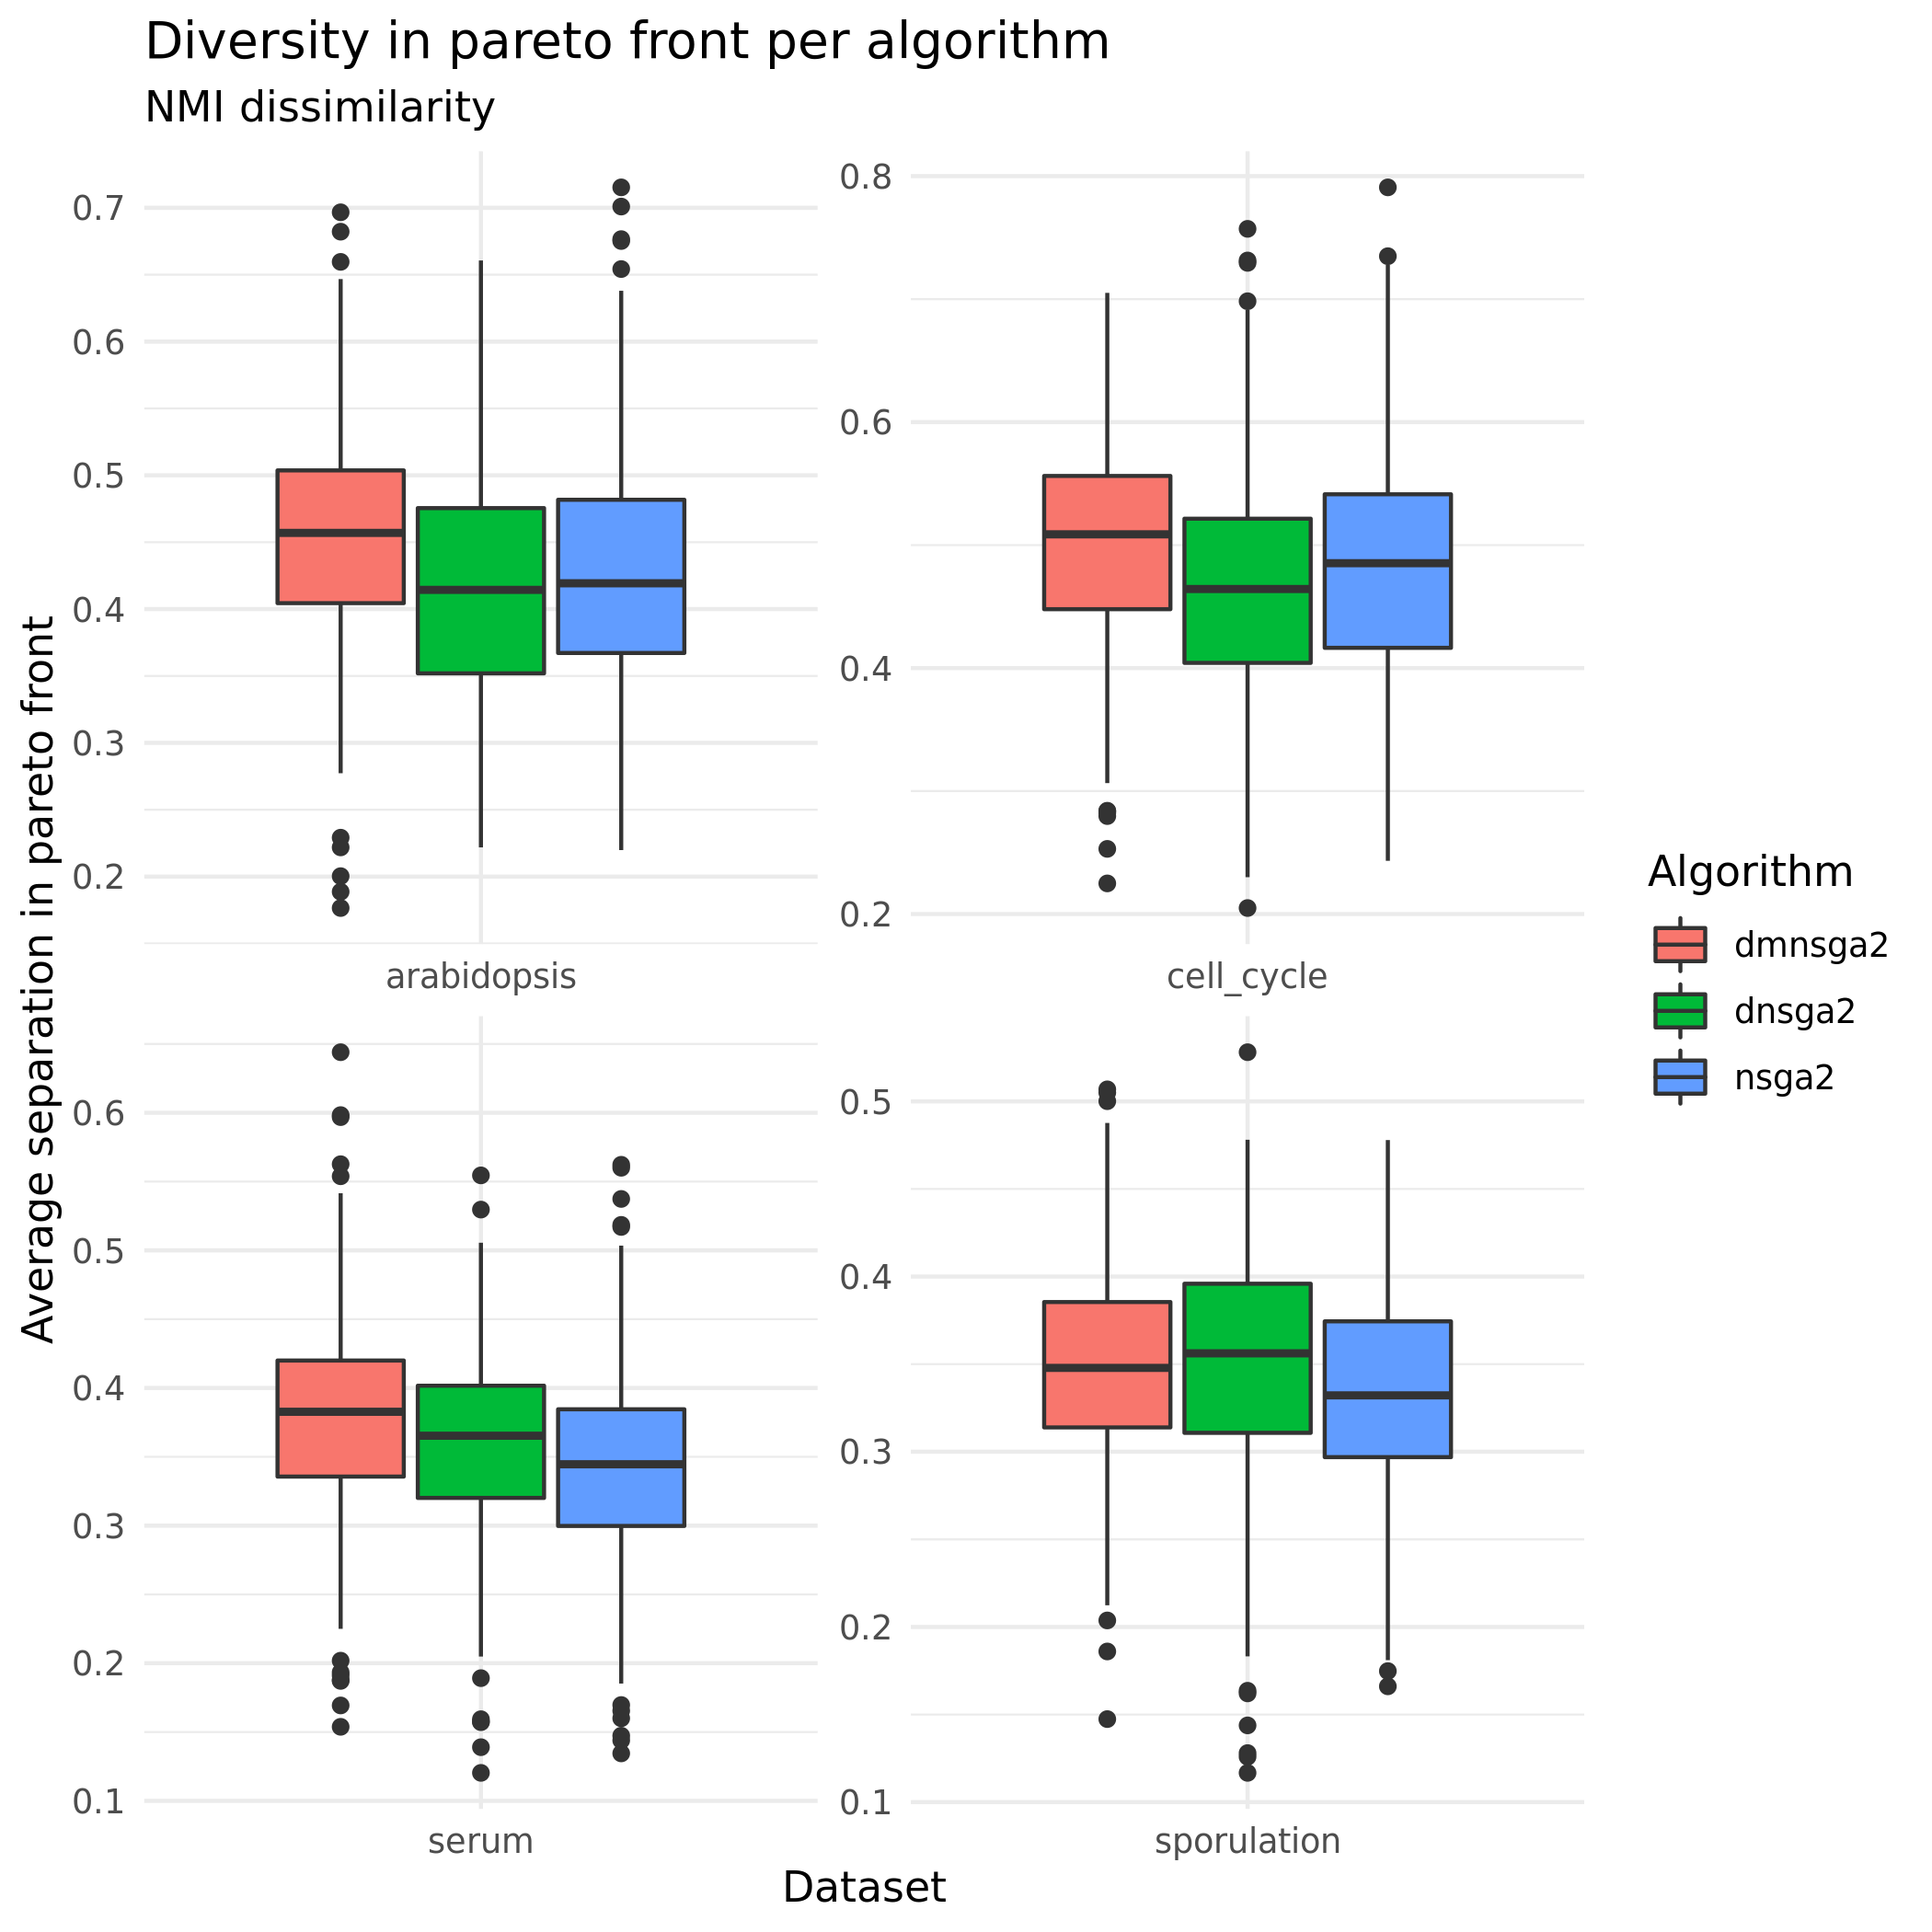 Diversity in pareto front per algorithm
NMI dissimilarity
Average separation in pareto front
0.7
0.6
0.5
0.4
0.3
0.2
arabidopsis
0.8
0.6
0.4
0.2
cell_cycle
0.6
0.5
0.4
0.3
0.2
0.1
serum
0.5
0.4
0.3
0.2
0.1
sporulation
Dataset
Algorithm
dmnsga2
dnsga2
nsga2